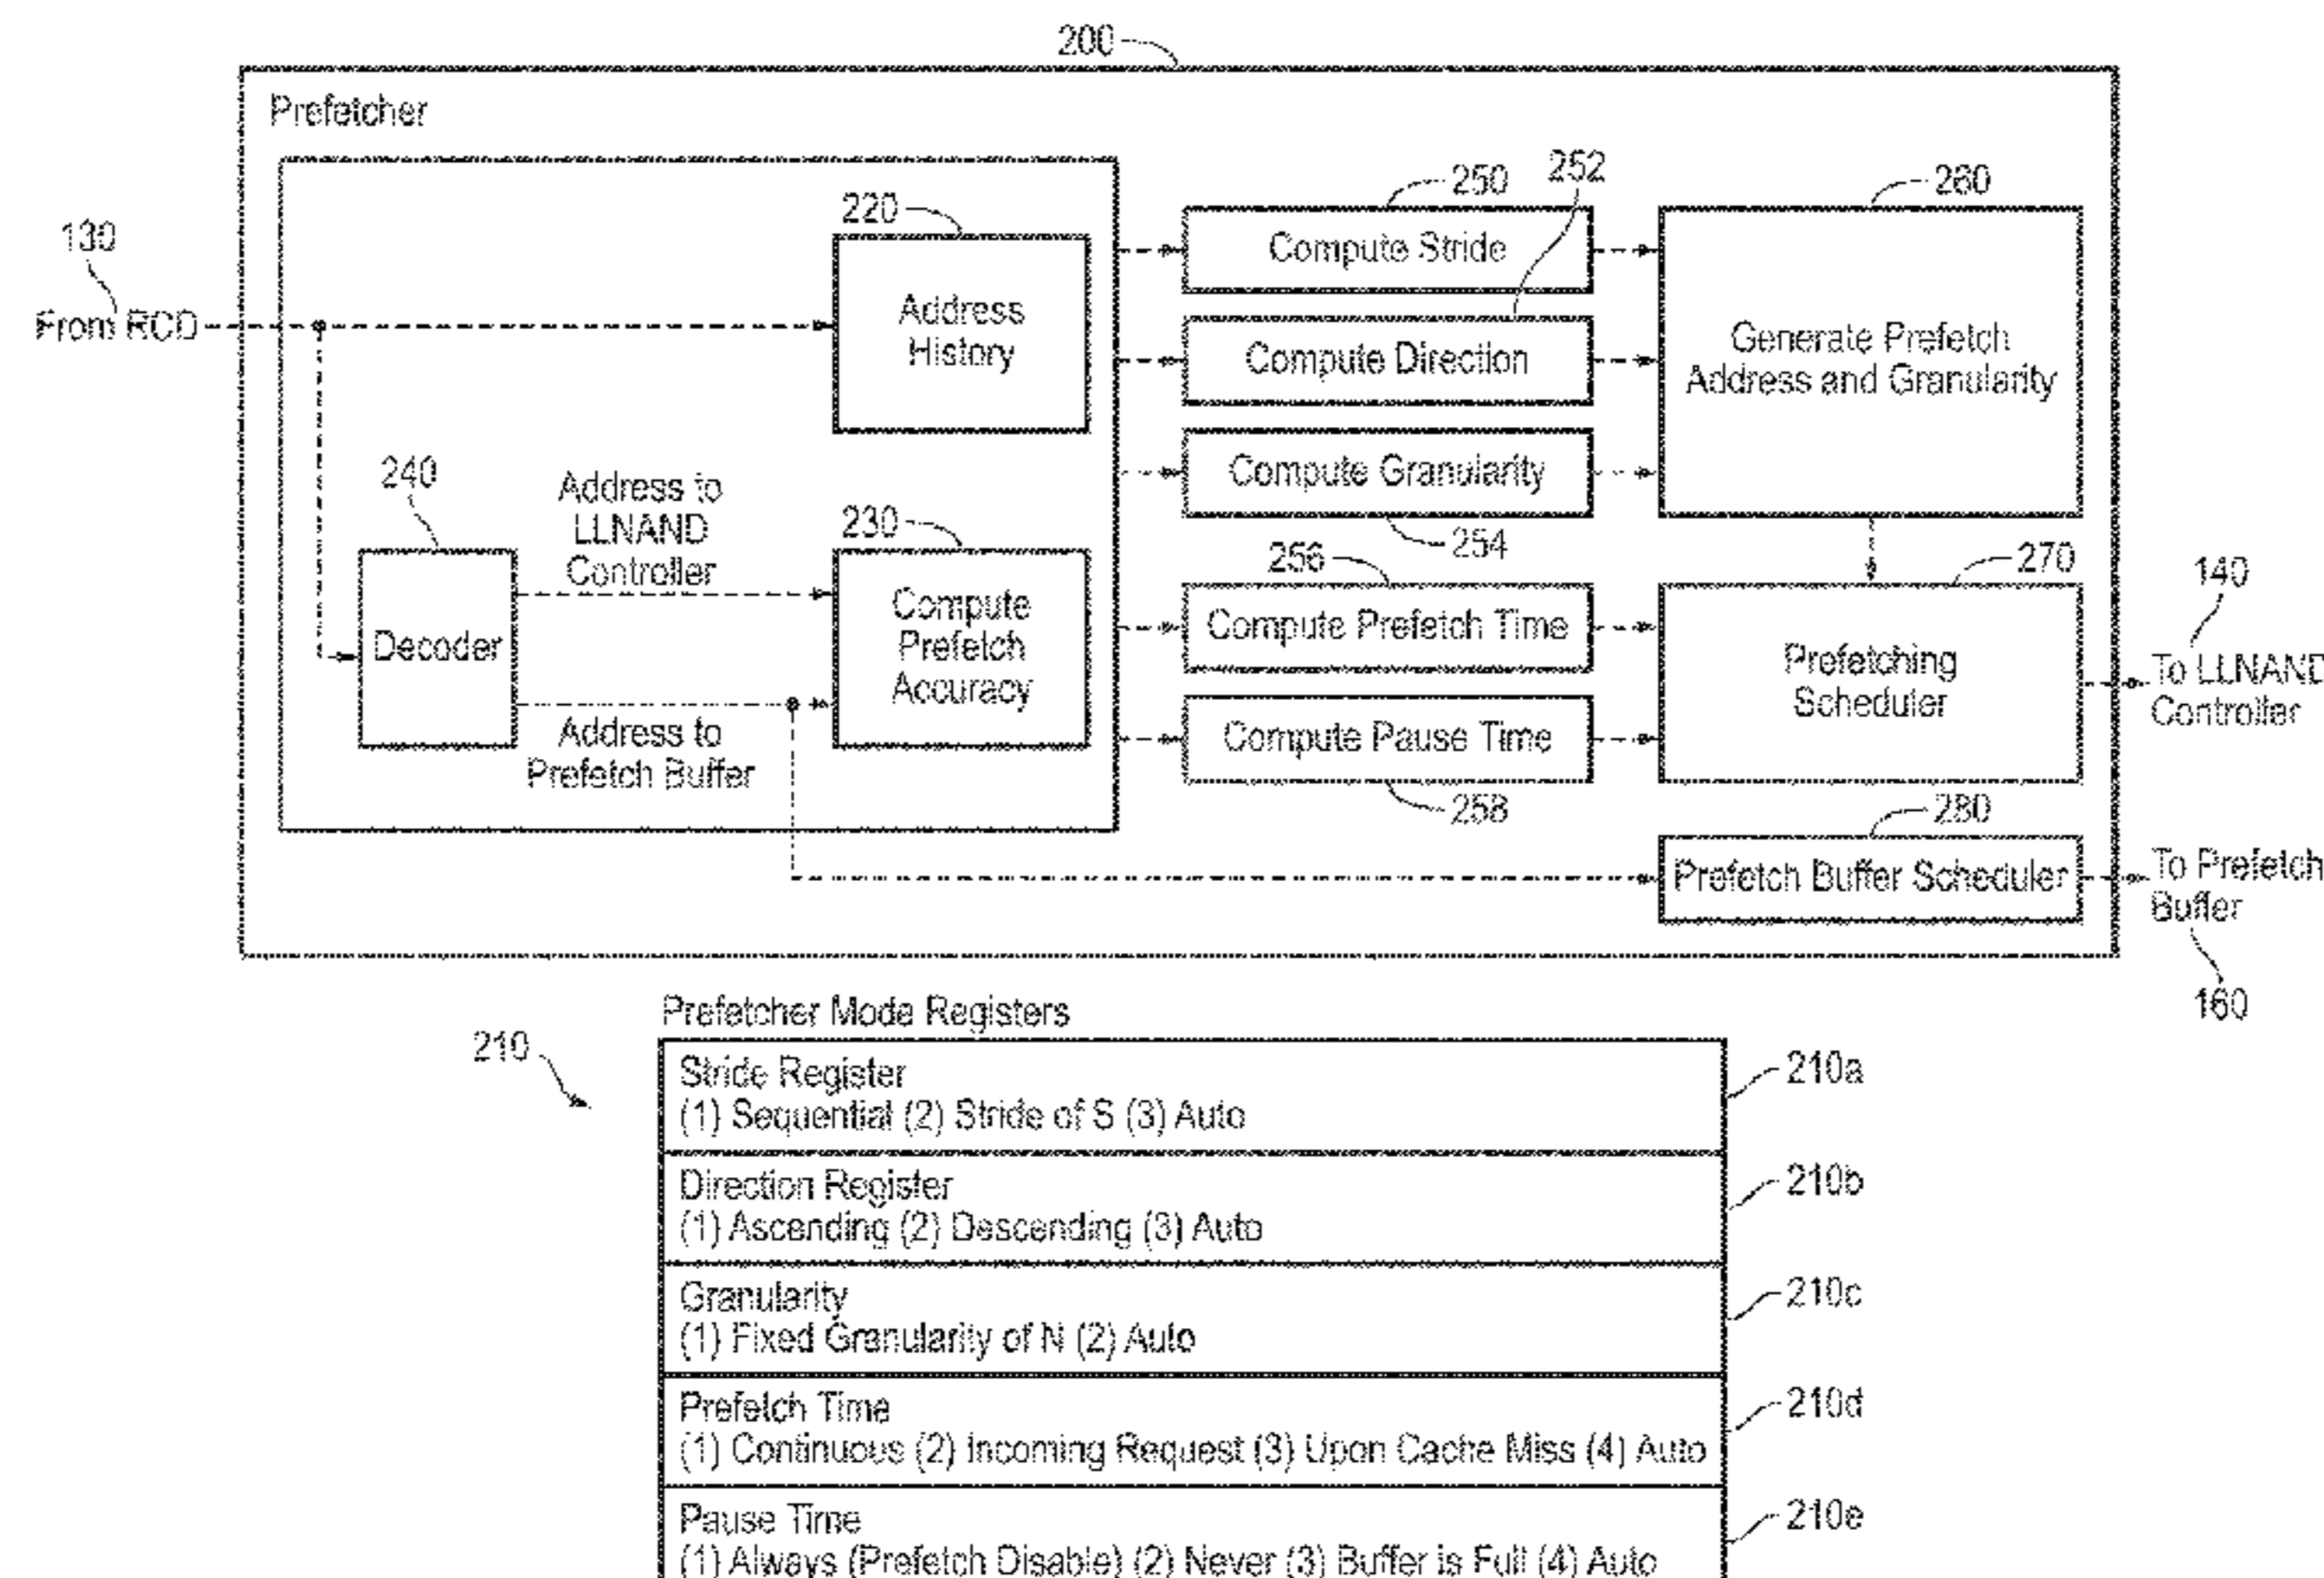 200
Prefetcher
130
From RCD
220
Address
History
240
Decoder
Address to
LLNAND
Controller
Address to
Prefetch Buffer
230
Compute
Prefetch
Accuracy
250
Compute Stride
252
Compute Direction
Compute Granularity
254
256
Compute Prefetch Time
Compute Pause Time
258
260
Generate Prefetch
Address and Granularity
270
Prefetching
Scheduler
140
To LLNAND
Controller
280
Prefetch Buffer Scheduler
To Prefetch
Buffer
160
Prefetcher Mode Registers
210
Stride Register
(1) Sequential (2) Stride of S (3) Auto
210a
Direction Register
(1) Ascending (2) Descending (3) Auto
210b
Granularity
(1) Fixed Granularity of N (2) Auto
210c
Prefetch Time
(1) Continuous (2) Incoming Request (3) Upon Cache Miss (4) Auto
210d
Pause Time
(1) Always (Prefetch Disable) (2) Never (3) Buffer is Full (4) Auto
210e